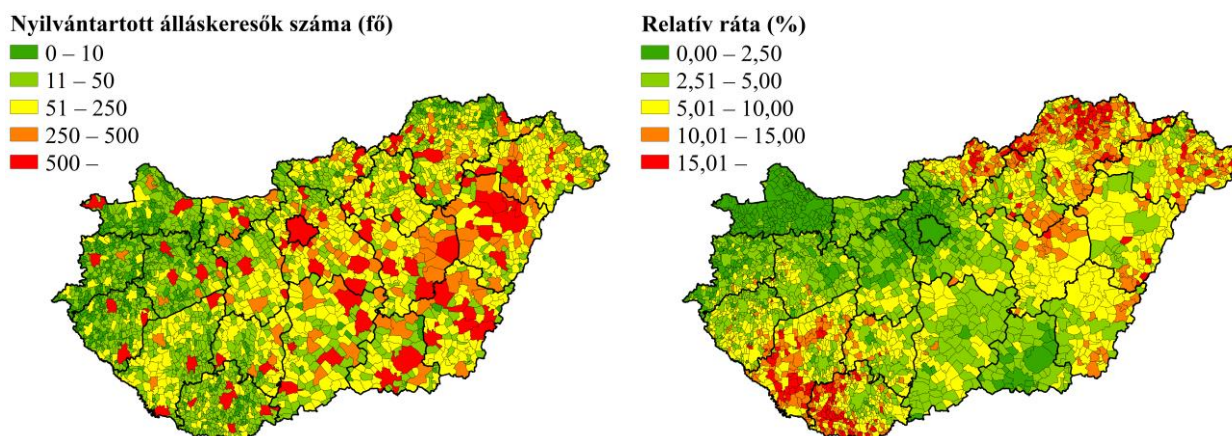 Nyilvántartott álláskeresők száma (fő)
0 – 10
11 – 50
51 – 250
250 – 500
500 –
Relatív ráta (%)
0,00 – 2,50
2,51 – 5,00
5,01 – 10,00
10,01 – 15,00
15,01 –